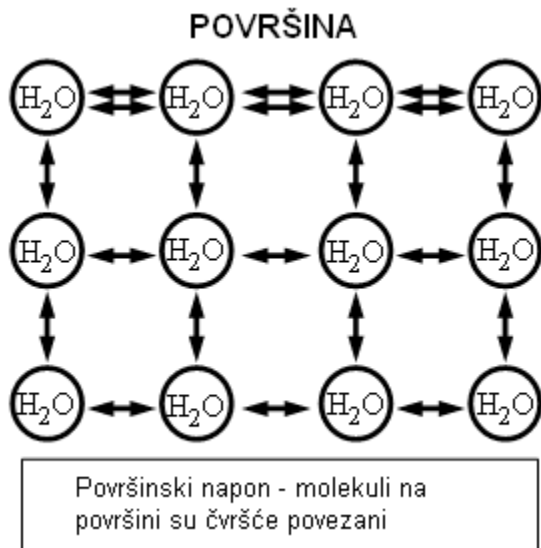 POVRŠINA
H₂O H₂O H₂O H₂O
H₂O H₂O H₂O H₂O
H₂O H₂O H₂O H₂O
Površinski napon - molekuli na
površini su čvršće povezani